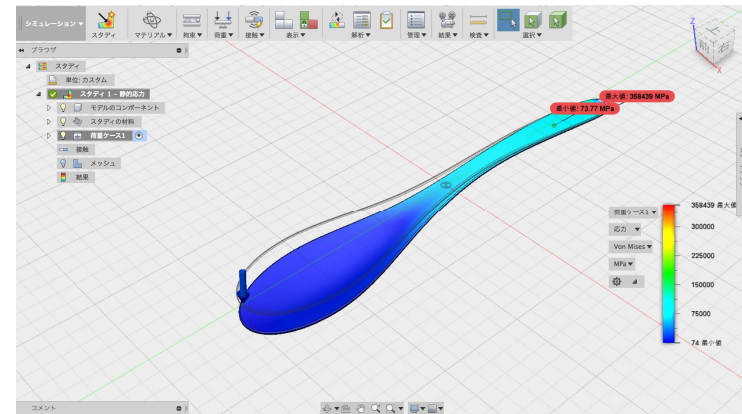 シミュレーション
スタディ
マテリアル
拘束
荷重
接触
表示
解析
管理
結果
検査
選択
ブラウザ
スタディ
単位: カスタム
スタディ 1 - 静的応力
モデルのコンポーネント
スタディの材料
荷重ケース1
接触
メッシュ
結果
Z
上
前
右
X
最大値: 358439 MPa
最小値: 73.77 MPa
荷重ケース1
応力
Von Mises
MPa
358439 最大値
300000
225000
150000
75000
74 最小値
コメント